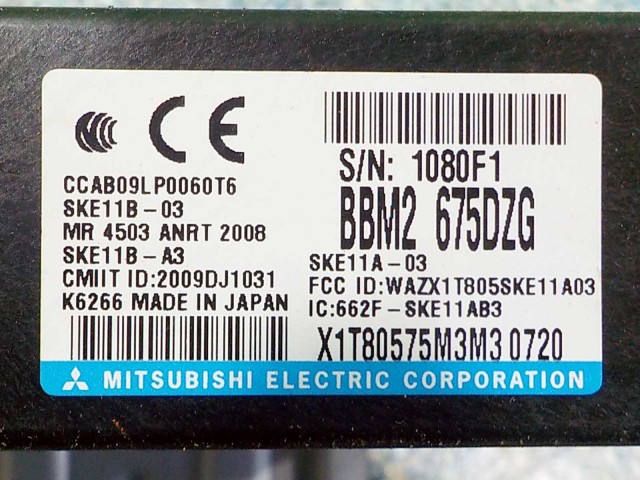 CCC CE
CCAB09LP0060T6
SKE11B-03
MR 4503 ANRT 2008
SKE11B-A3
CMIIT ID:2009DJ1031
K6266 MADE IN JAPAN
S/N: 1080F1
BBM2 675DZG
SKE11A-03
FCC ID:WAZX1T805SKE11A03
IC:662F-SKE11AB3
X1T80575M3M3 0720
MITSUBISHI ELECTRIC CORPORATION